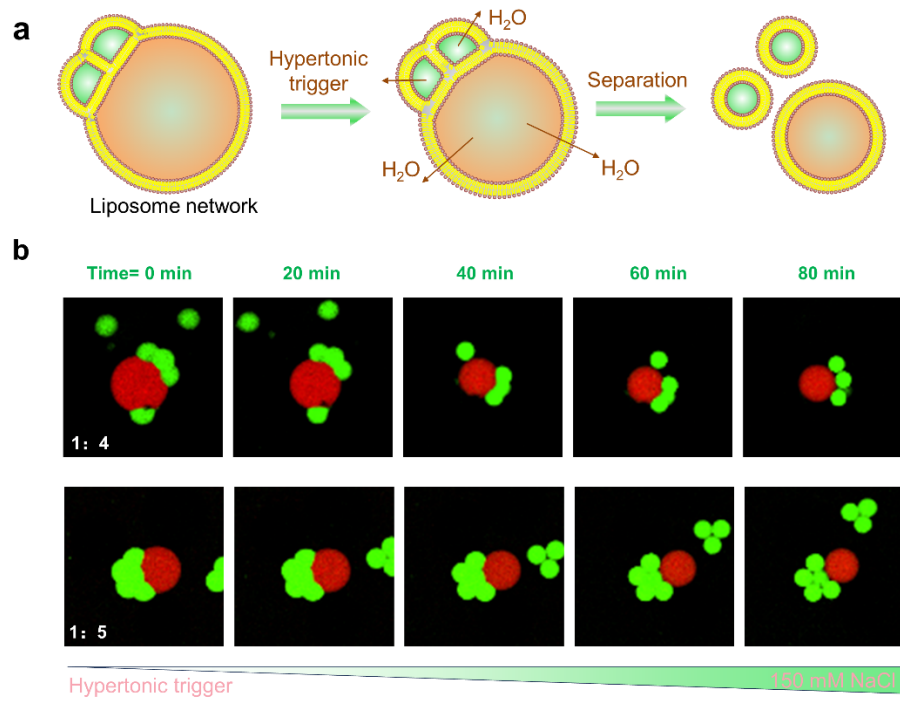 a
H₂O
Hypertonic
trigger
Separation
H₂O
H₂O
Liposome network
b
Time= 0 min
20 min
40 min
60 min
80 min
1: 4
1: 5
Hypertonic trigger
150 mM NaCl